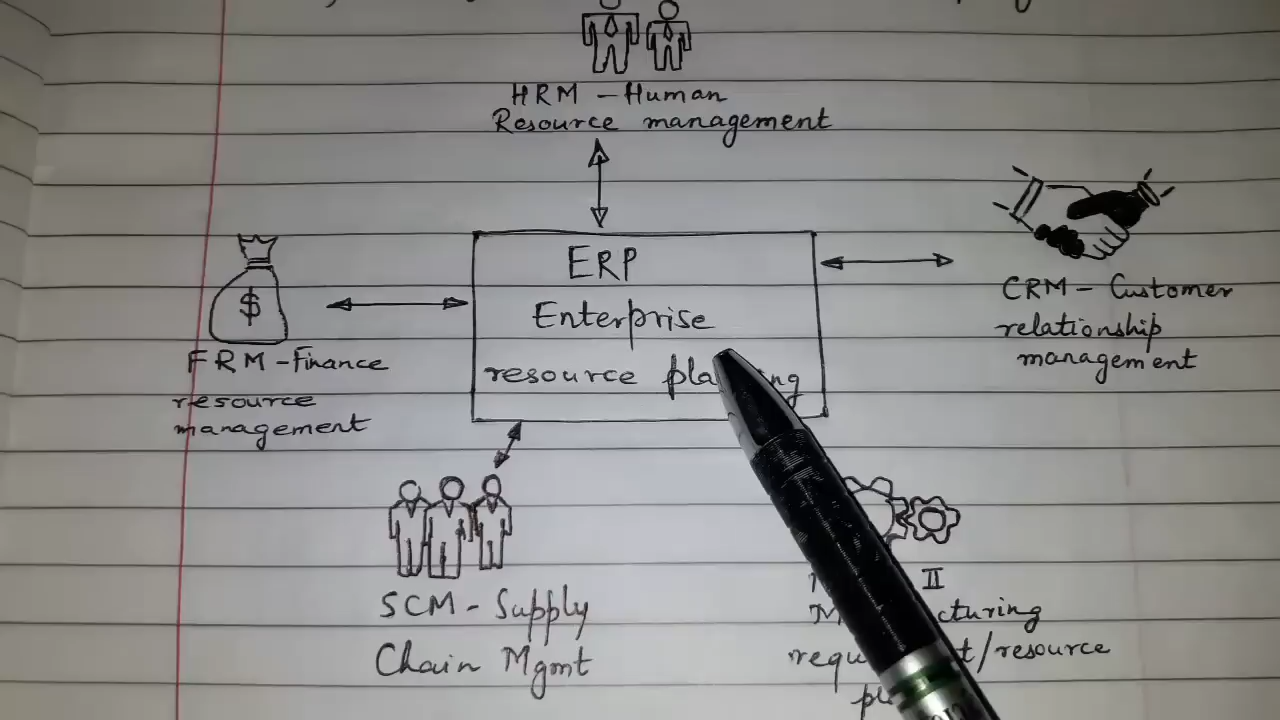 HRM - Human
Resource management
ERP
Enterprise
resource
CRM - Customer
relationship
management
$
FRM - Finance
resource
management
SCM - Supply
Chain Mgmt
II
/resource